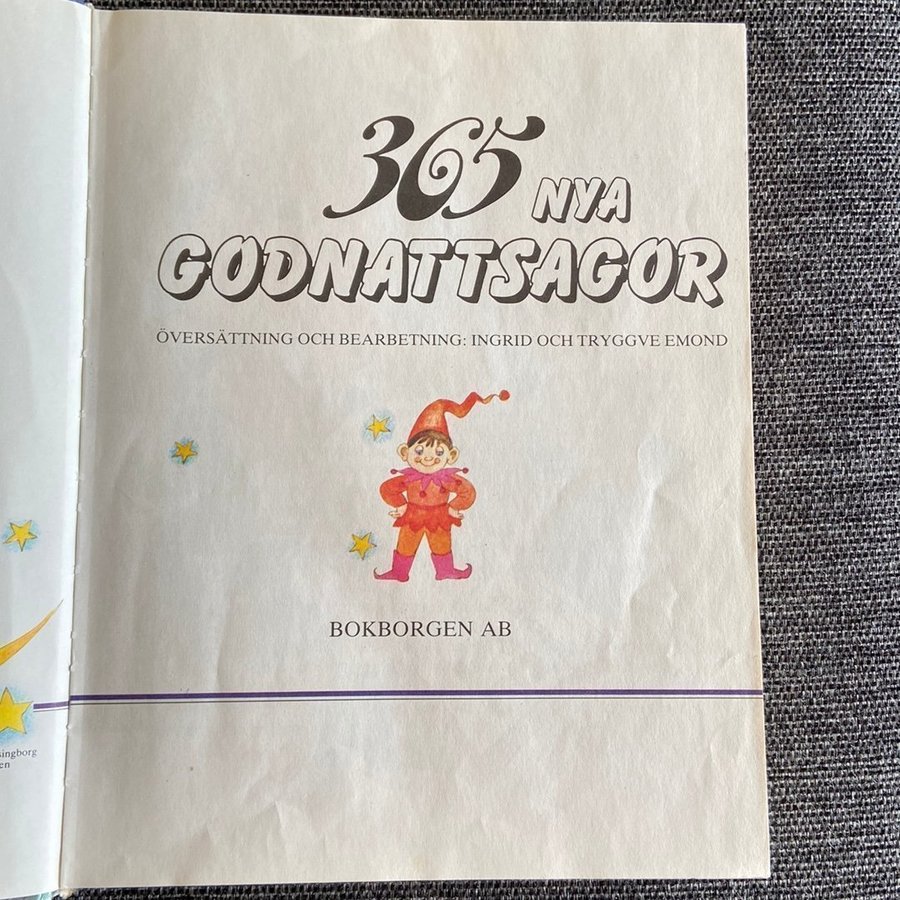 365 NYA
GODNATTSAGOR
ÖVERSÄTTNING OCH BEARBETNING: INGRID OCH TRYGGVE EMOND
BOKBORGEN AB